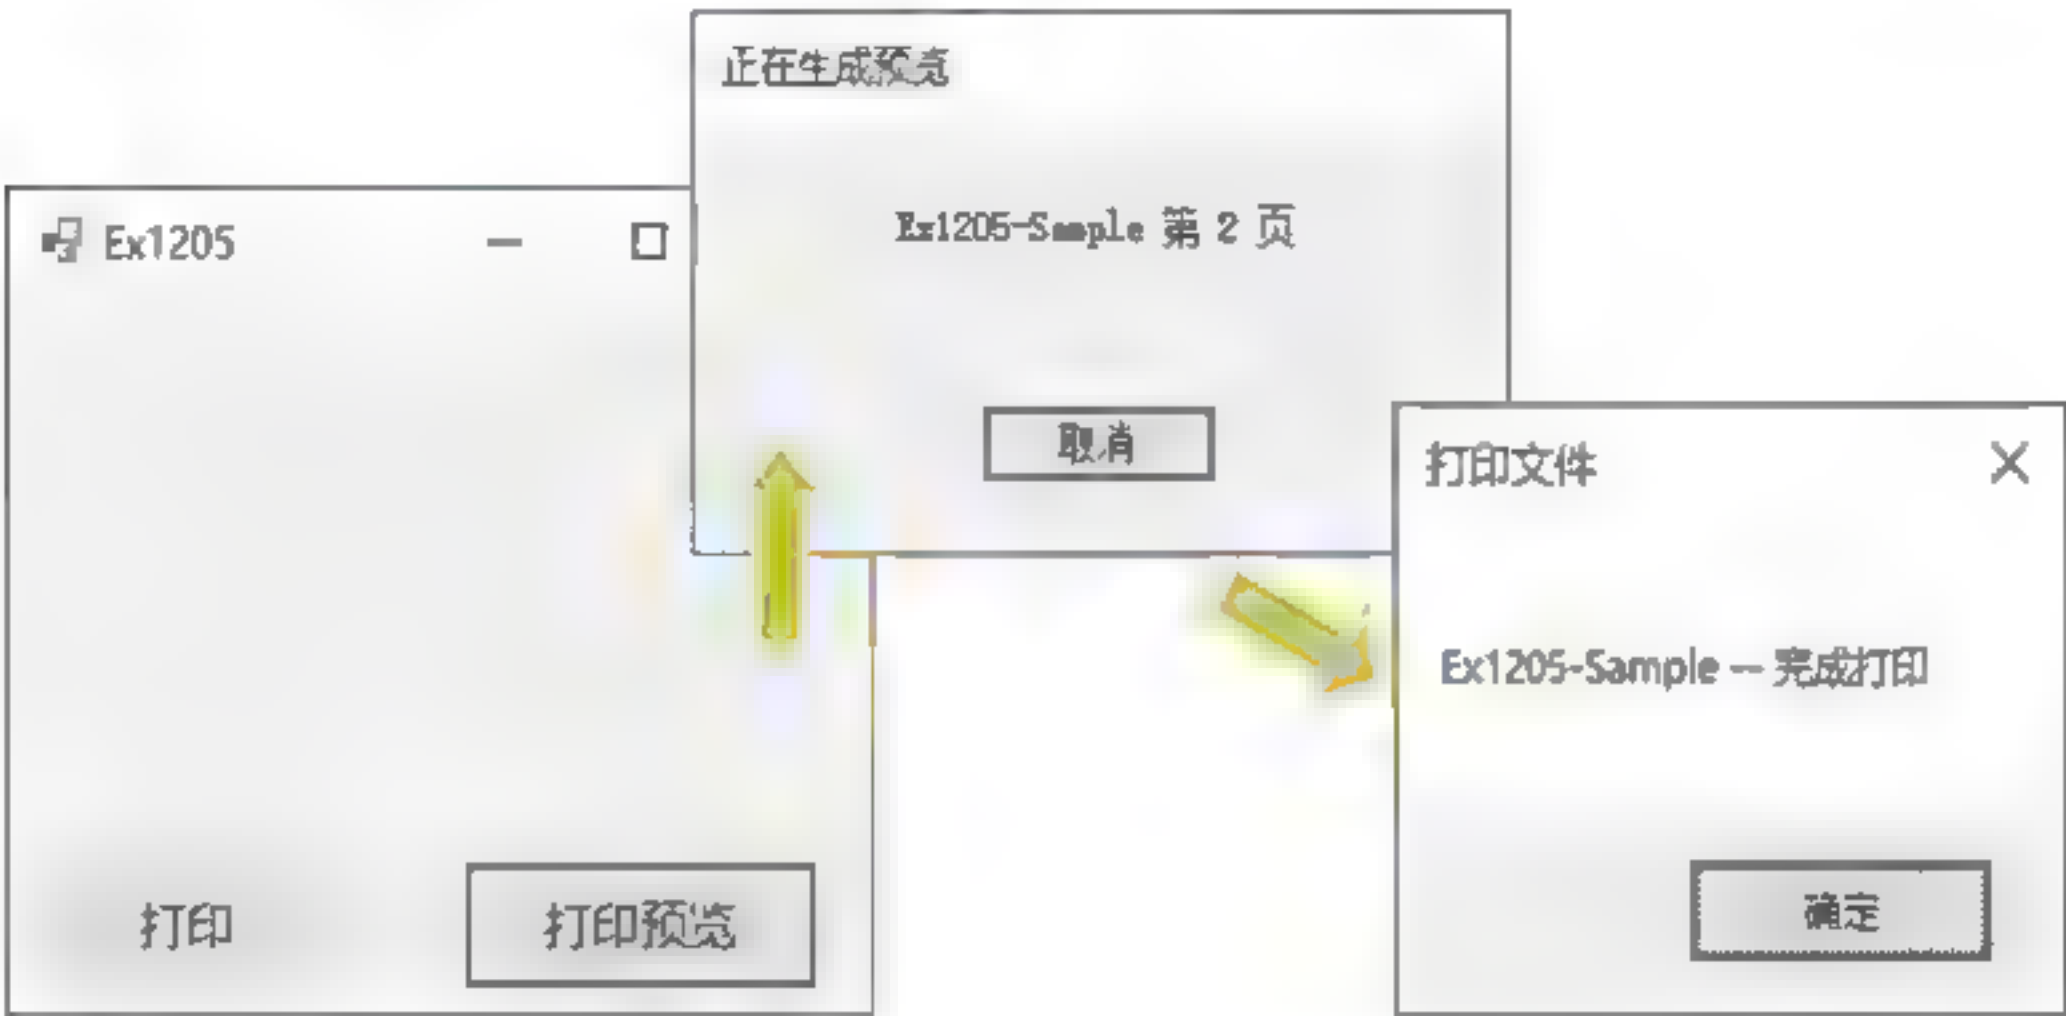 正在生成预览
Ex1205-Sample 第 2 页
取消
Ex1205
打印
打印预览
打印文件
Ex1205-Sample — 完成打印
确定